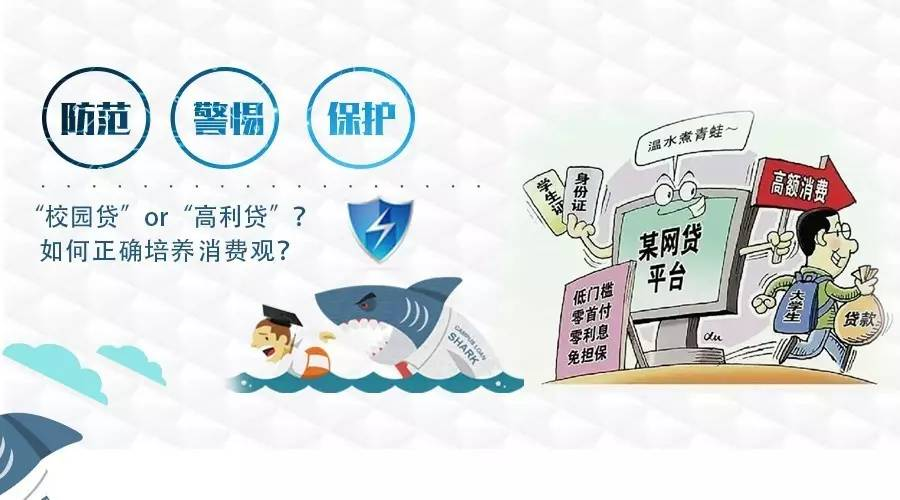 防范
警惕
保护
“校园贷”or“高利贷”?
如何正确培养消费观?
CAMPUS LOAN
SHARK
温水煮青蛙～
学生证
身份证
高额消费
某网贷
平台
低门槛
零首付
零利息
免担保
大学生
贷款